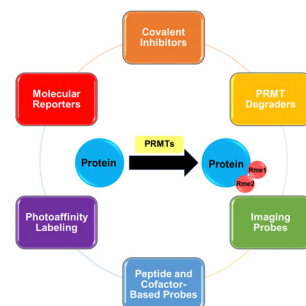 Covalent
Inhibitors
Molecular
Reporters
PRMT
Degraders
PRMTs
Protein
Protein
Rme1
Rme2
Photoaffinity
Labeling
Imaging
Probes
Peptide and
Cofactor-
Based Probes